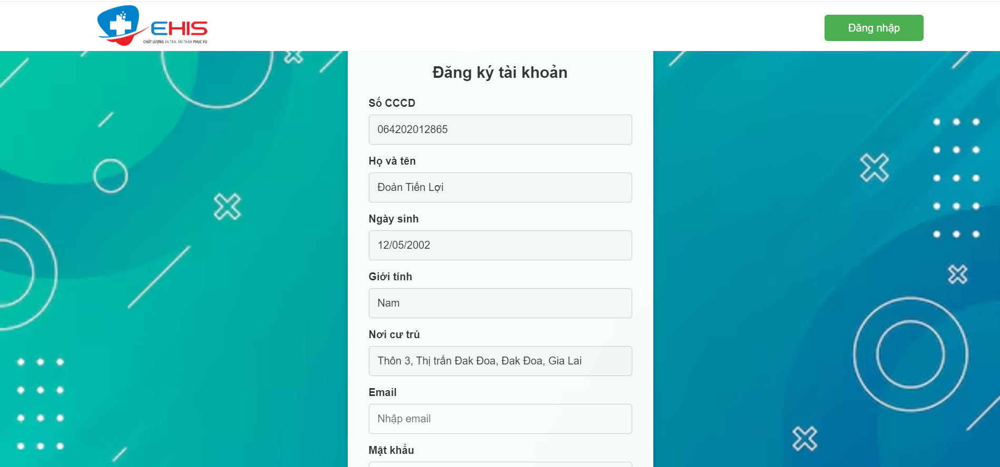 EHIS
CHẤT LƯỢNG AN TÂM, ÂM THẦM PHỤC VỤ
Đăng nhập
Đăng ký tài khoản
Số CCCD
064202012865
Họ và tên
Đoàn Tiến Lợi
Ngày sinh
12/05/2002
Giới tính
Nam
Nơi cư trú
Thôn 3, Thị trấn Đak Đoa, Đak Đoa, Gia Lai
Email
Nhập email
Mật khẩu